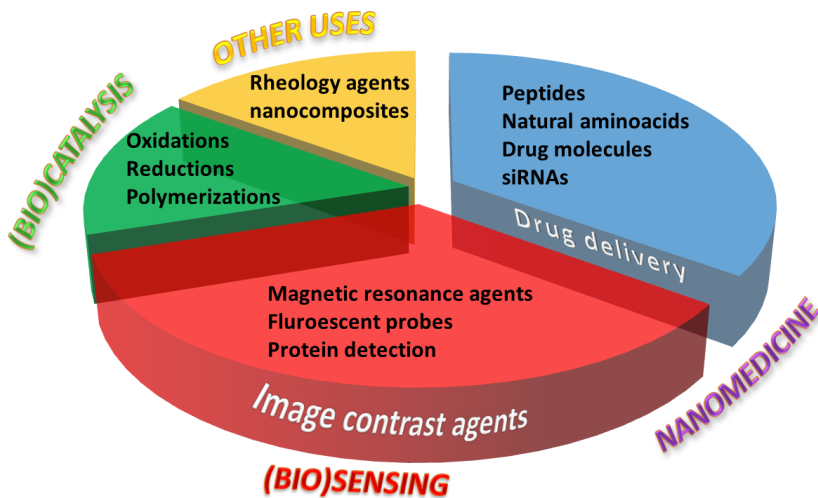 OTHER USES
Rheology agents
nanocomposites
(BIO)CATALYSIS
Oxidations
Reductions
Polymerizations
Peptides
Natural aminoacids
Drug molecules
siRNAs
Drug delivery
NANOMEDICINE
Magnetic resonance agents
Fluroescent probes
Protein detection
Image contrast agents
(BIO)SENSING